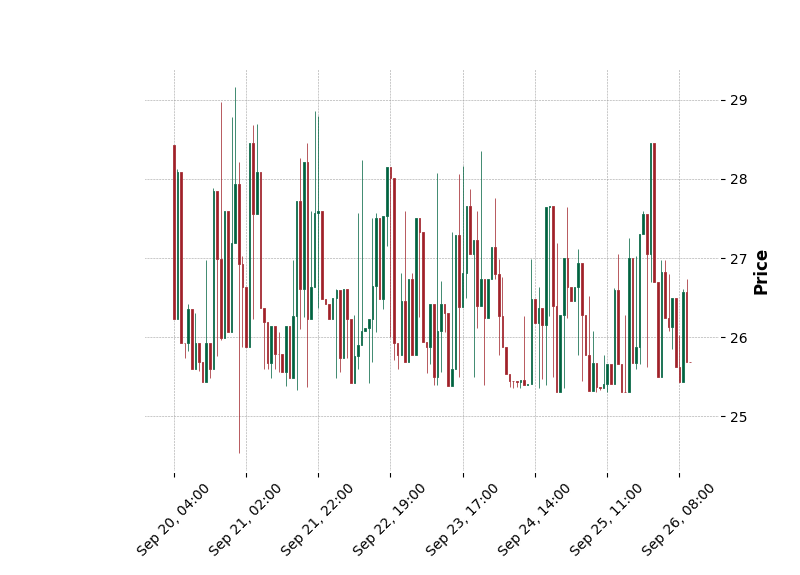 29
28
27
26
25
Price
Sep 20, 04:00
Sep 21, 02:00
Sep 21, 22:00
Sep 22, 19:00
Sep 23, 17:00
Sep 24, 14:00
Sep 25, 11:00
Sep 26, 08:00